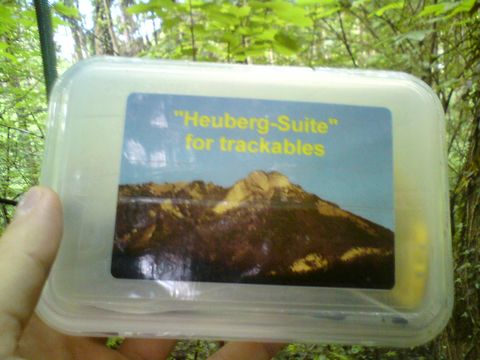 "Heuberg-Suite"
for trackables